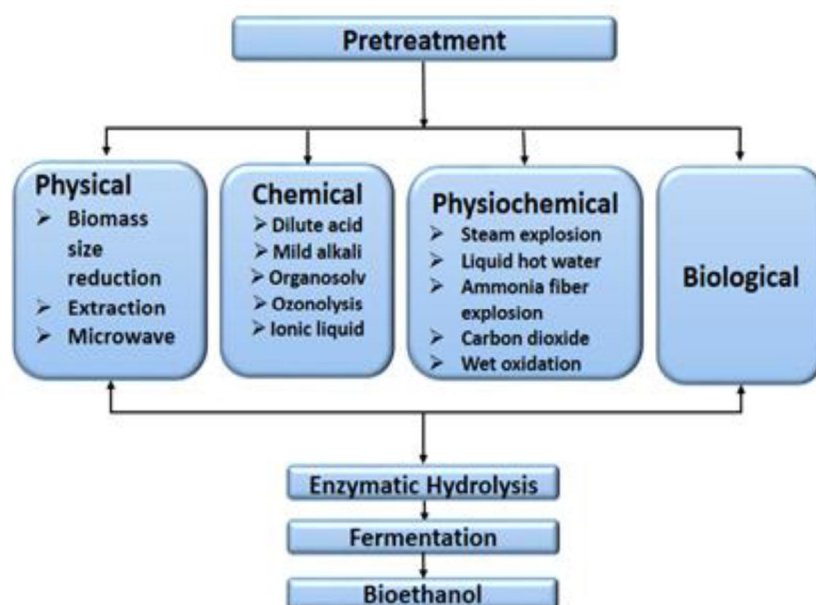 Pretreatment
Physical
➤ Biomass
size
reduction
➤ Extraction
➤ Microwave
Chemical
➤ Dilute acid
➤ Mild alkali
➤ Organosolv
➤ Ozonolysis
➤ Ionic liquid
Physiochemical
➤ Steam explosion
➤ Liquid hot water
➤ Ammonia fiber
explosion
➤ Carbon dioxide
➤ Wet oxidation
Biological
Enzymatic Hydrolysis
Fermentation
Bioethanol